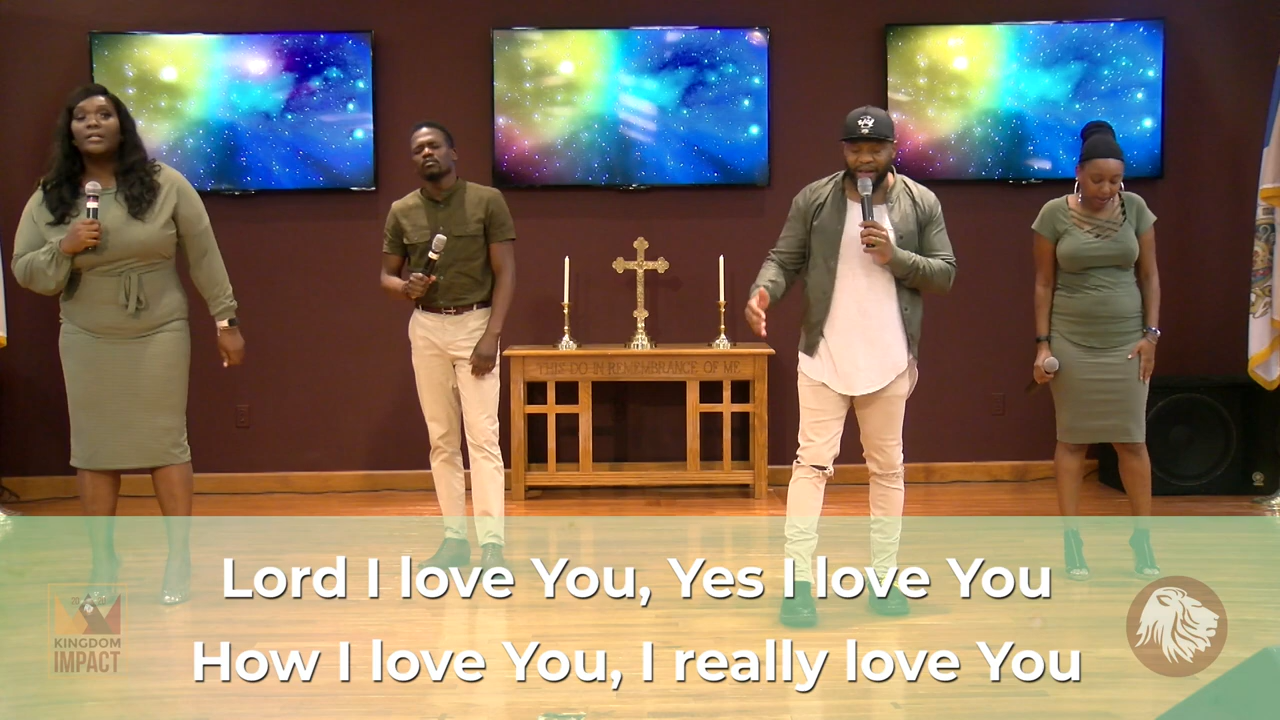 THIS DO IN REMEMBRANCE OF ME
Lord I love You, Yes I love You
How I love You, I really love You
KINGDOM
IMPACT